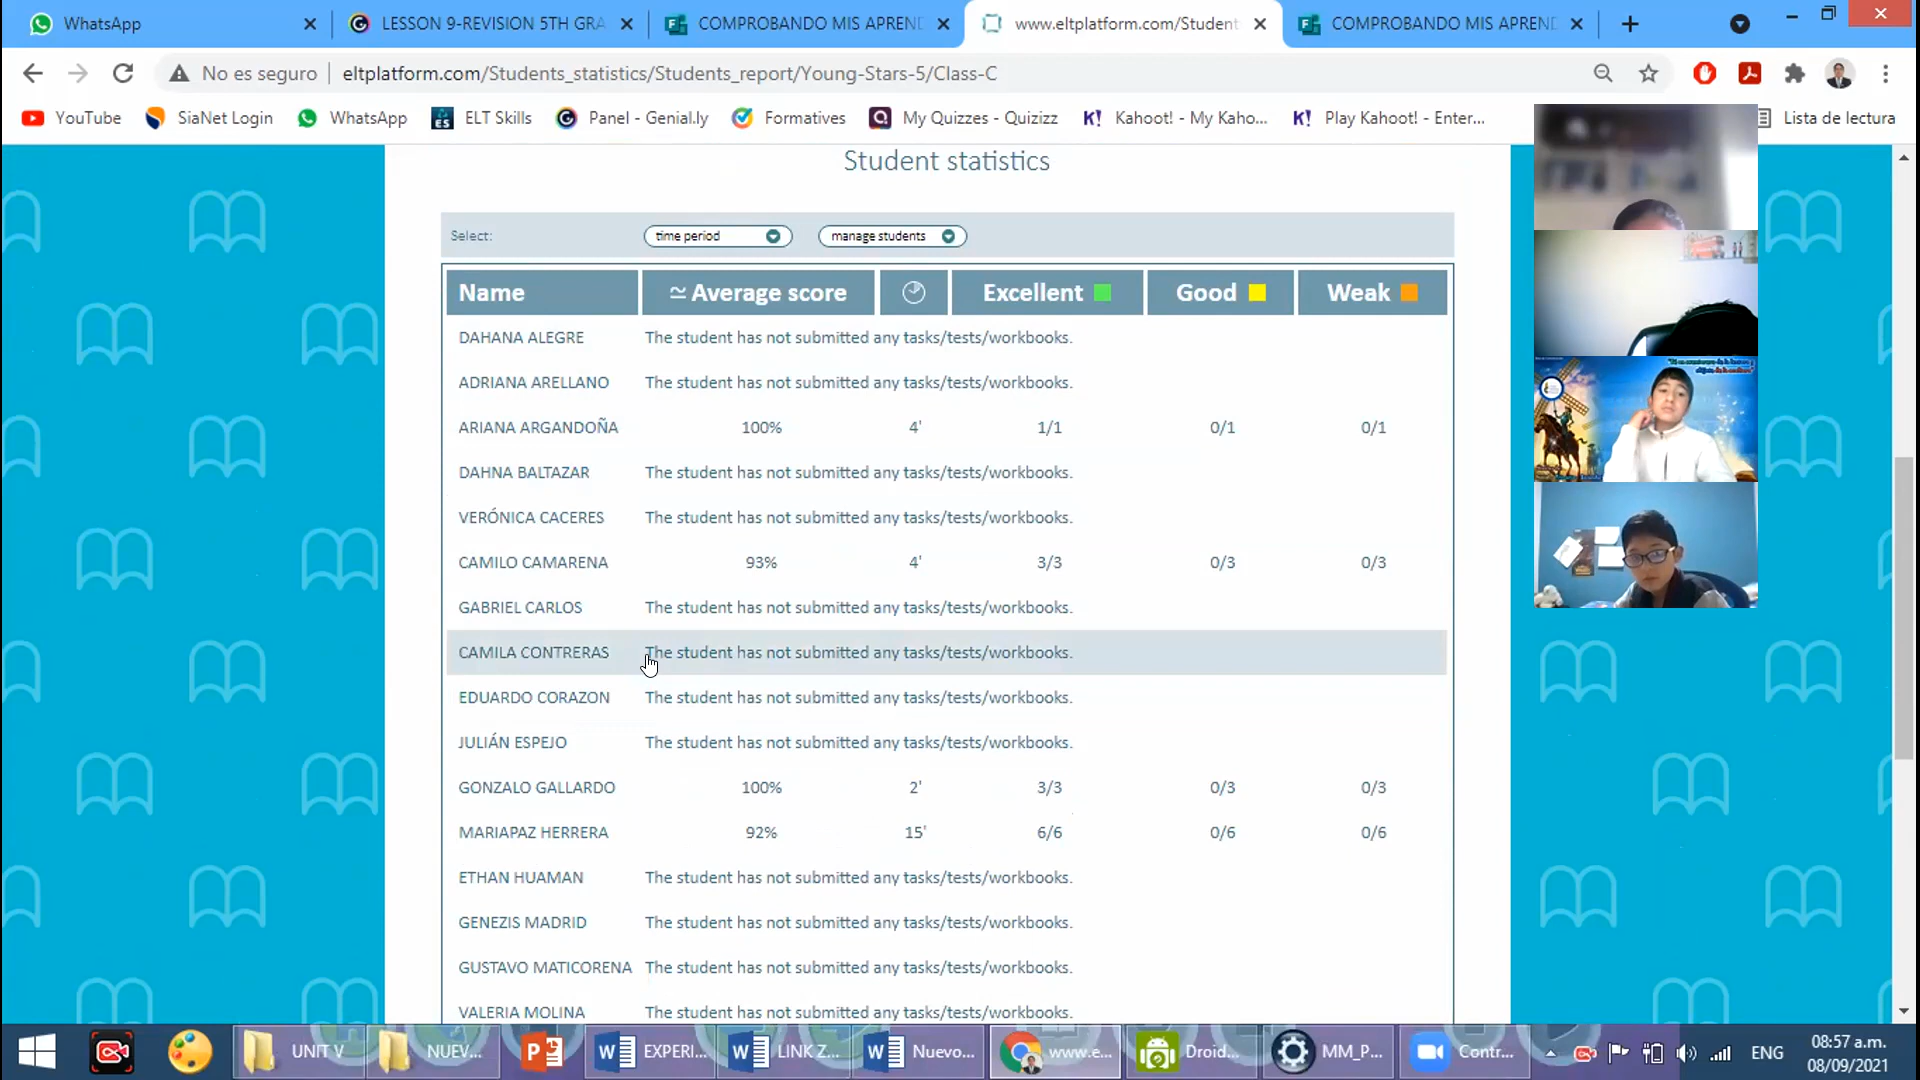 WhatsApp
LESSON 9-REVISION 5TH GRA
COMPROBANDO MIS APREN
www.eltplatform.com/Student
COMPROBANDO MIS APREN
No es seguro
eltplatform.com/Students_statistics/Students_report/Young-Stars-5/Class-C
YouTube
SiaNet Login
WhatsApp
ELT Skills
Panel - Genial.ly
Formatives
My Quizzes - Quizizz
Kahoot! - My Kaho...
Play Kahoot! - Enter...
Lista de lectura
Student statistics
Select: time period manage students
Name ≃ Average score Excellent Good Weak
DAHANA ALEGRE The student has not submitted any tasks/tests/workbooks.
ADRIANA ARELLANO The student has not submitted any tasks/tests/workbooks.
ARIANA ARGANDOÑA 100% 4' 1/1 0/1 0/1
DAHNA BALTAZAR The student has not submitted any tasks/tests/workbooks.
VERÓNICA CACERES The student has not submitted any tasks/tests/workbooks.
CAMILO CAMARENA 93% 4' 3/3 0/3 0/3
GABRIEL CARLOS The student has not submitted any tasks/tests/workbooks.
CAMILA CONTRERAS The student has not submitted any tasks/tests/workbooks.
EDUARDO CORAZON The student has not submitted any tasks/tests/workbooks.
JULIÁN ESPEJO The student has not submitted any tasks/tests/workbooks.
GONZALO GALLARDO 100% 2' 3/3 0/3 0/3
MARIAPAZ HERRERA 92% 15' 6/6 0/6 0/6
ETHAN HUAMAN The student has not submitted any tasks/tests/workbooks.
GENEZIS MADRID The student has not submitted any tasks/tests/workbooks.
GUSTAVO MATICORENA The student has not submitted any tasks/tests/workbooks.
VALERIA MOLINA The student has not submitted any tasks/tests/workbooks.
UNIT V
NUEV...
EXPERI...
LINK Z...
Nuevo...
www.e...
Droid...
MM_P...
Contr...
ENG
08:57 a.m.
08/09/2021